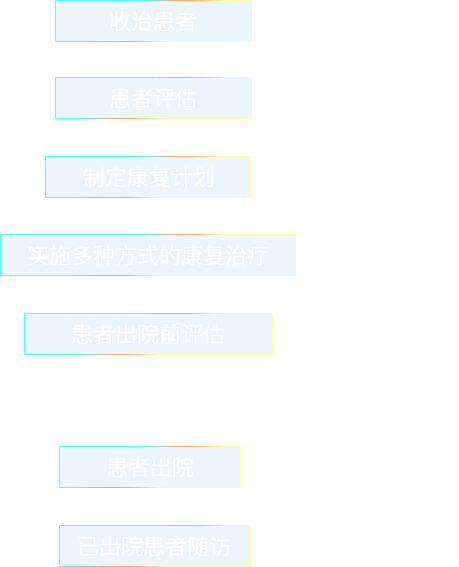 收治患者
患者评估
制定康复计划
实施多种方式的康复治疗
患者出院前评估
患者出院
已出院患者随访